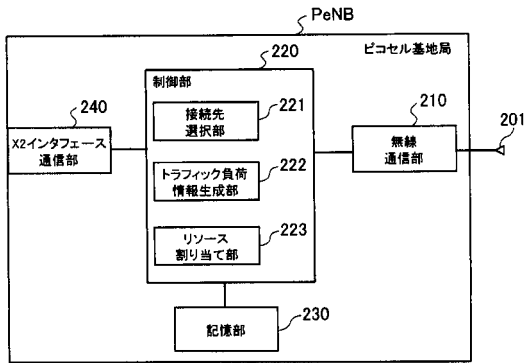 PeNB
ピコセル基地局
220
制御部
240
X2インタフェース
通信部
221
接続先
選択部
210
無線
通信部
201
222
トラフィック負荷
情報生成部
223
リソース
割り当て部
記憶部
230